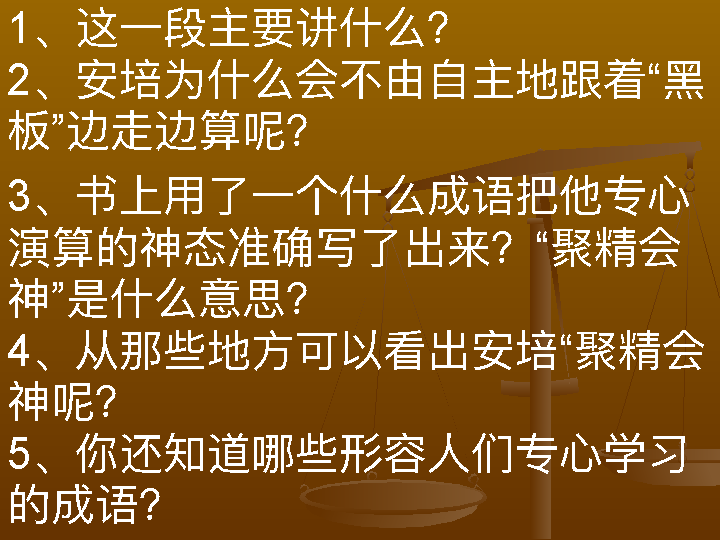 1、这一段主要讲什么?
2、安培为什么会不由自主地跟着“黑
板”边走边算呢?
3、书上用了一个什么成语把他专心
演算的神态准确写了出来? “聚精会
神”是什么意思?
4、从那些地方可以看出安培“聚精会
神呢?
5、你还知道哪些形容人们专心学习
的成语?